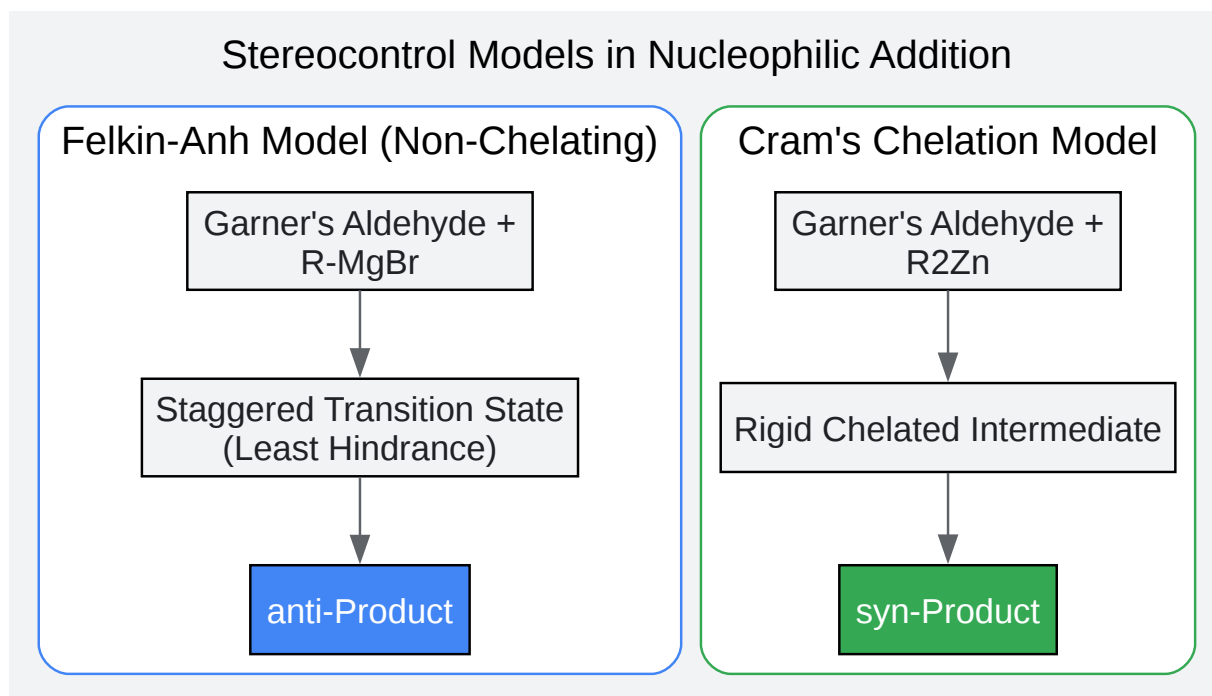 Stereocontrol Models in Nucleophilic Addition
Felkin-Anh Model (Non-Chelating)
Garner's Aldehyde +
R-MgBr
Staggered Transition State
(Least Hindrance)
anti-Product
Cram's Chelation Model
Garner's Aldehyde +
R2Zn
Rigid Chelated Intermediate
syn-Product